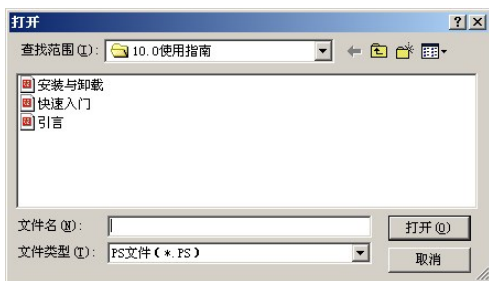 打开
查找范围(I): 10.0使用指南
安装与卸载
快速入门
引言
文件名(N): 打开(O)
文件类型(T): PS文件(*.PS) 取消